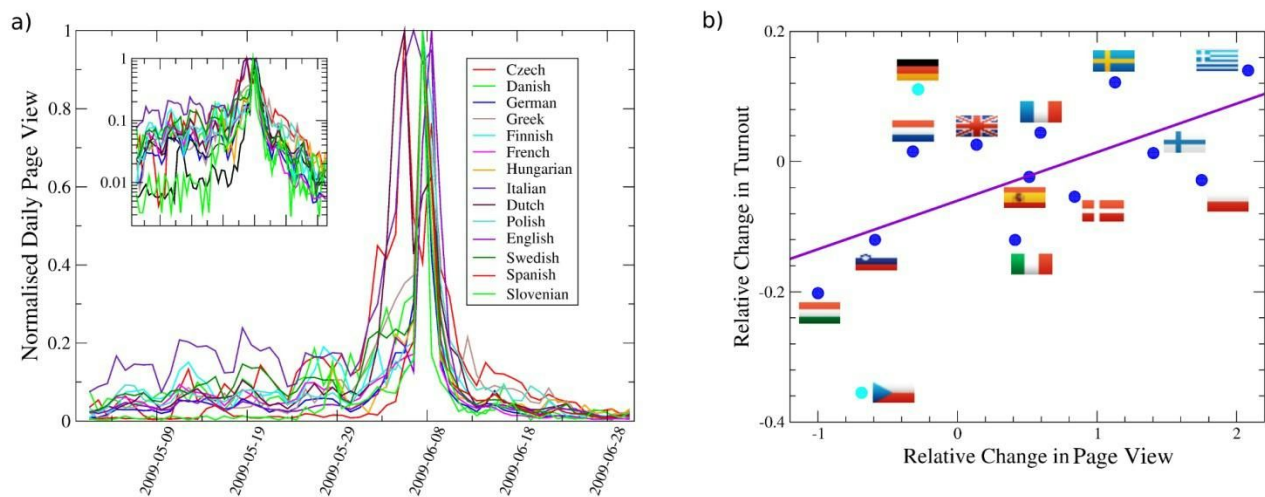 a)
Normalised Daily Page View
1
0.8
0.6
0.4
0.2
0
1
0.1
0.01
Czech
Danish
German
Greek
Finnish
French
Hungarian
Italian
Dutch
Polish
English
Swedish
Spanish
Slovenian
2009-05-09
2009-05-19
2009-05-29
2009-06-08
2009-06-18
2009-06-28
b)
Relative Change in Turnout
0.2
0
-0.2
-0.4
-1
0
1
2
Relative Change in Page View